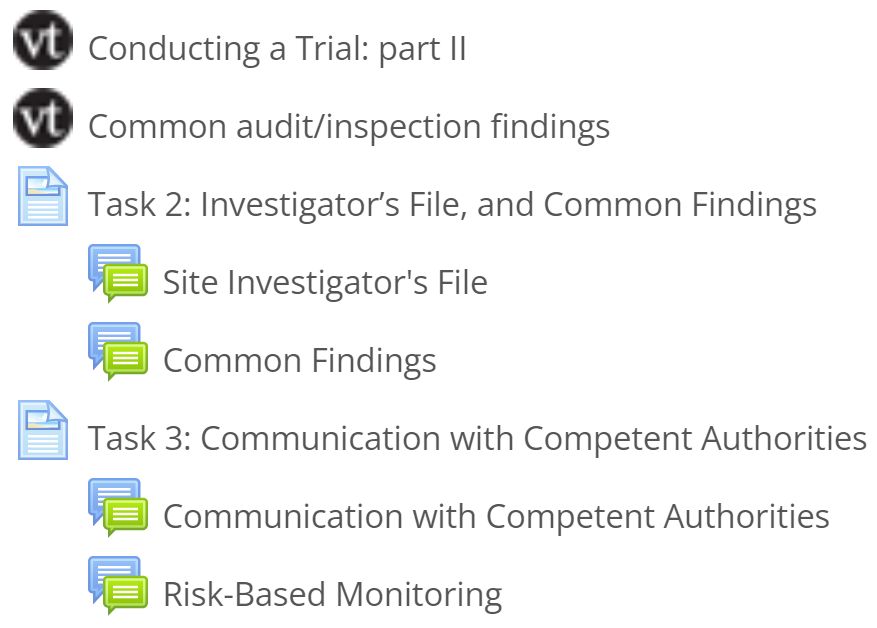 vt Conducting a Trial: part II
vt Common audit/inspection findings
Task 2: Investigator’s File, and Common Findings
Site Investigator's File
Common Findings
Task 3: Communication with Competent Authorities
Communication with Competent Authorities
Risk-Based Monitoring